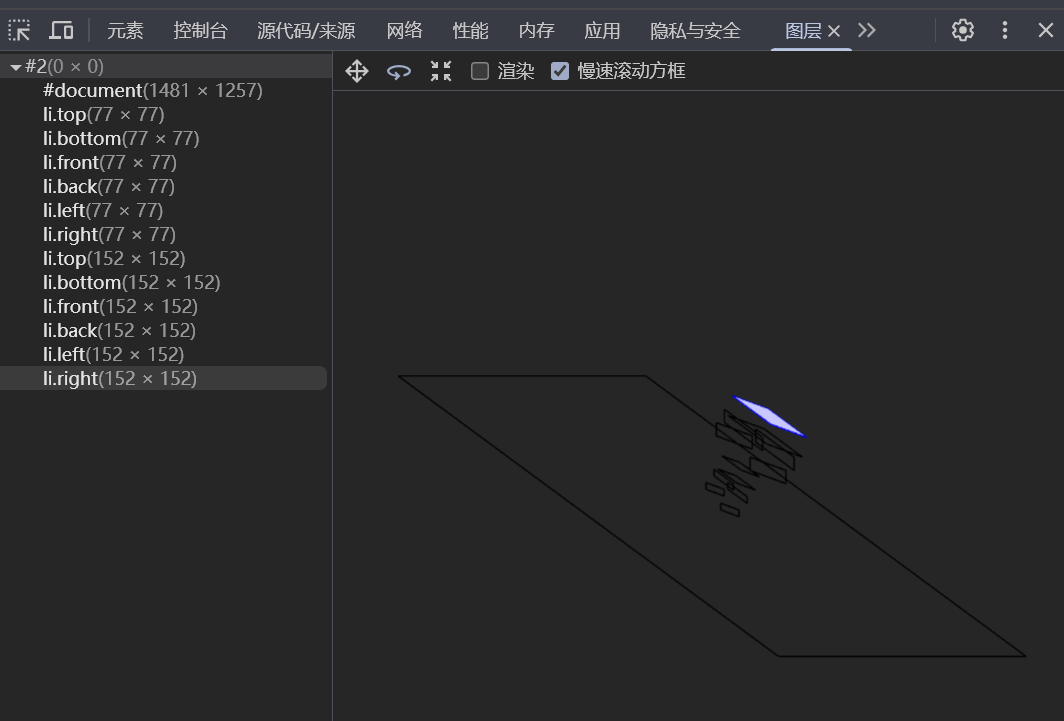 元素 控制台 源代码/来源 网络 性能 内存 应用 隐私与安全 图层
#2(0 × 0)
渲染 慢速滚动方框
#document(1481 × 1257)
li.top(77 × 77)
li.bottom(77 × 77)
li.front(77 × 77)
li.back(77 × 77)
li.left(77 × 77)
li.right(77 × 77)
li.top(152 × 152)
li.bottom(152 × 152)
li.front(152 × 152)
li.back(152 × 152)
li.left(152 × 152)
li.right(152 × 152)